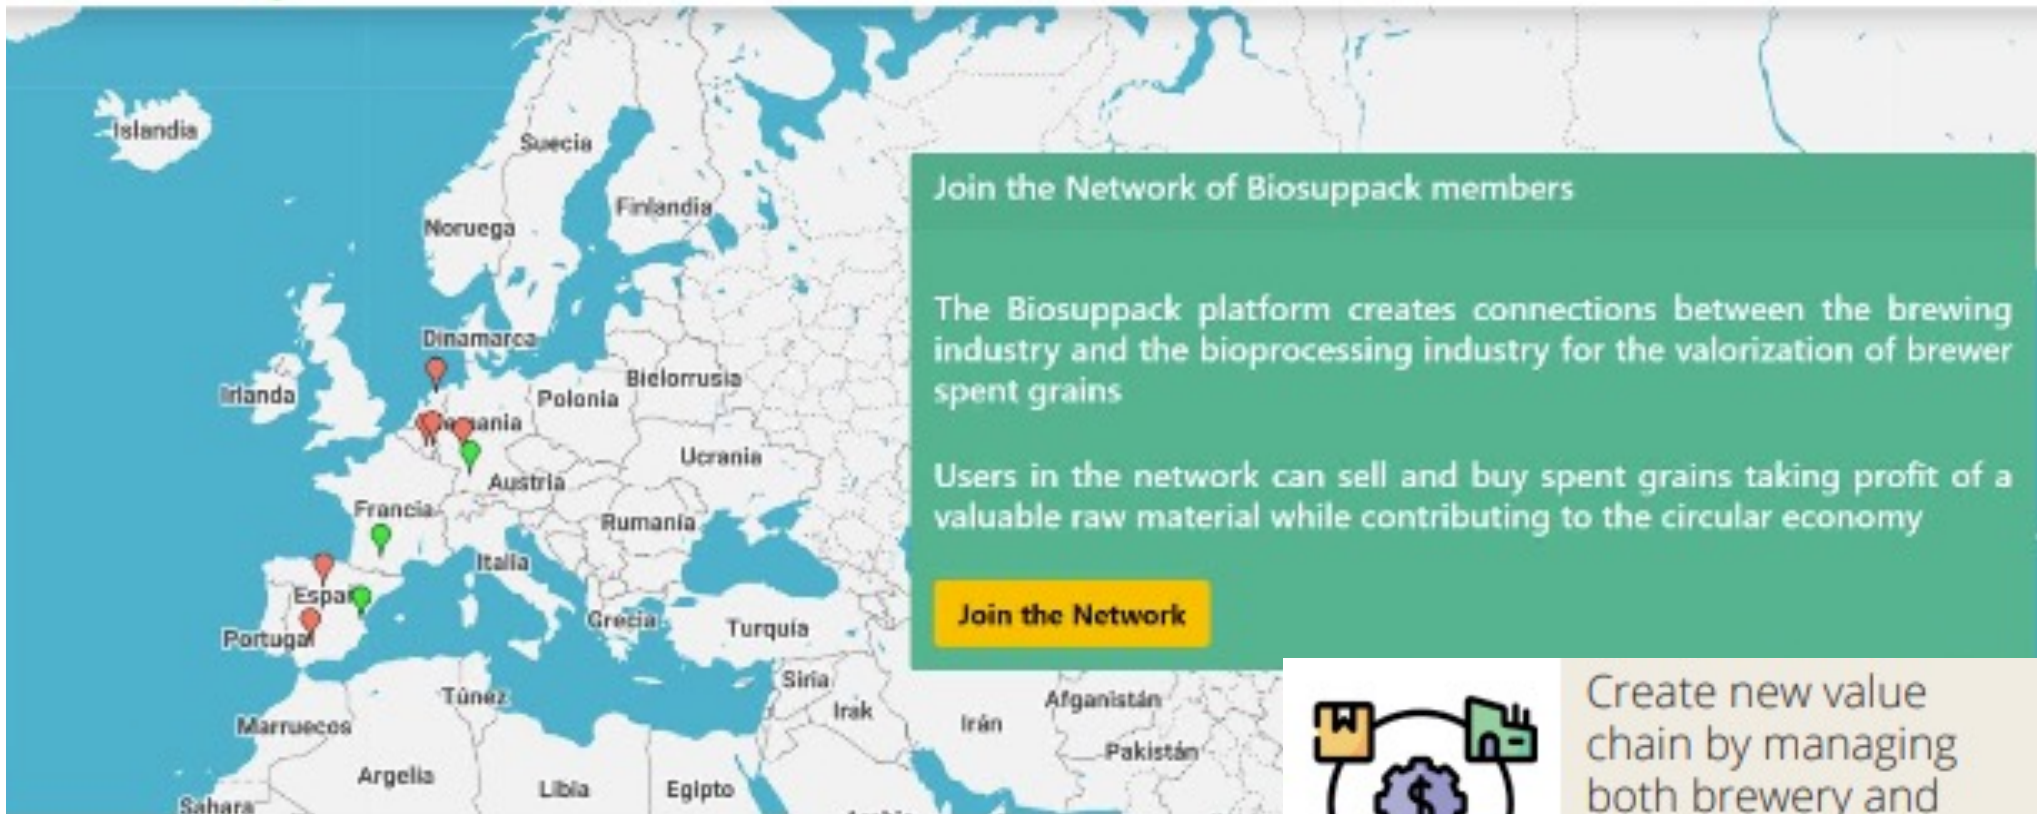 Islandia
Suecia
Finlandia
Noruega
Dinamarca
Irlanda
Bielorrusia
Polonia
Ucrania
Austria
Francia
Rumanía
Italia
Grecia
Turquía
Portugal
Túnez
Siria
Irak
Irán
Afganistán
Pakistán
Marruecos
Argelia
Libia
Egipto
Sahara
Join the Network of Biosuppack members
The Biosuppack platform creates connections between the brewing
industry and the bioprocessing industry for the valorization of brewer
spent grains
Users in the network can sell and buy spent grains taking profit of a
valuable raw material while contributing to the circular economy
Join the Network
Create new value
chain by managing
both brewery and
$